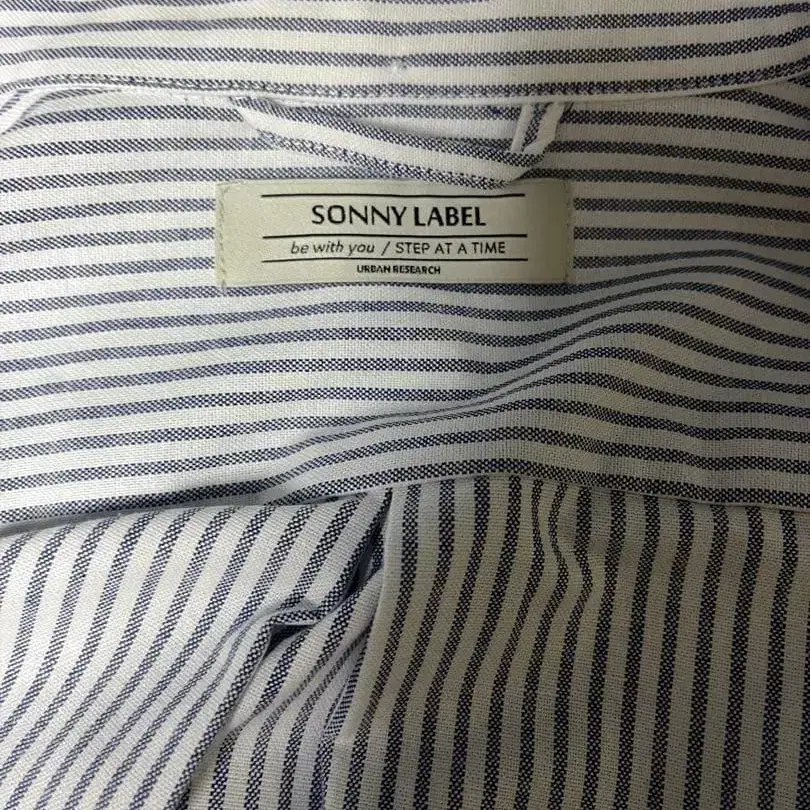 SONNY LABEL
be with you / STEP AT A TIME
URBAN RESEARCH